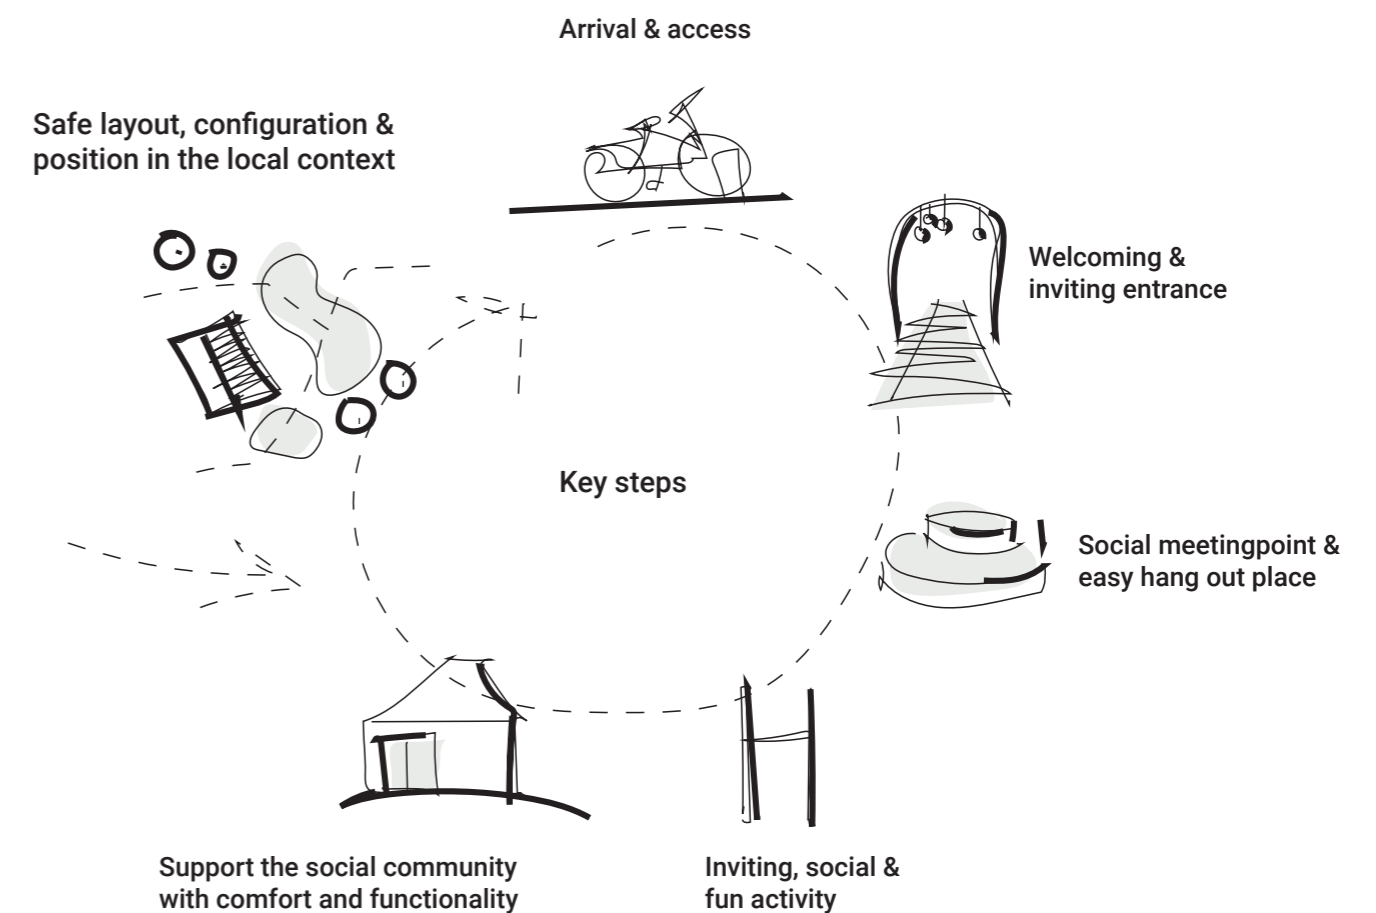 Arrival & access
Safe layout, configuration &
position in the local context
Welcoming &
inviting entrance
Key steps
Social meetingpoint &
easy hang out place
Support the social community
with comfort and functionality
Inviting, social &
fun activity